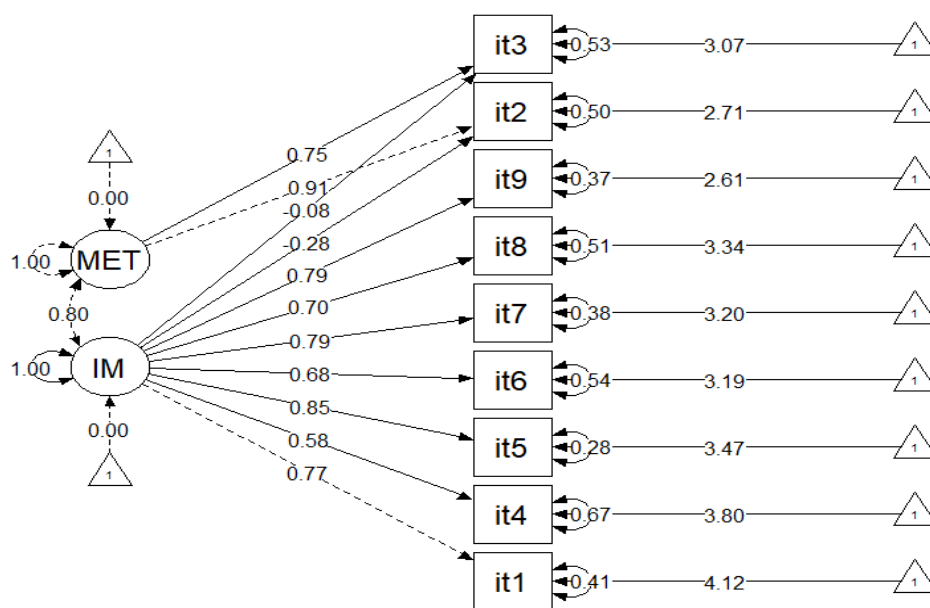 it3 0.53 3.07 1
it2 0.50 2.71 1
1
0.75
0.00
0.91
it9 0.37 2.61 1
-0.08
1.00 MET
-0.28
it8 0.51 3.34 1
0.79
0.80
0.70
it7 0.38 3.20 1
0.79
1.00 IM
0.68
it6 0.54 3.19 1
0.85
0.00
0.58
it5 0.28 3.47 1
1
0.77
it4 0.67 3.80 1
it1 0.41 4.12 1